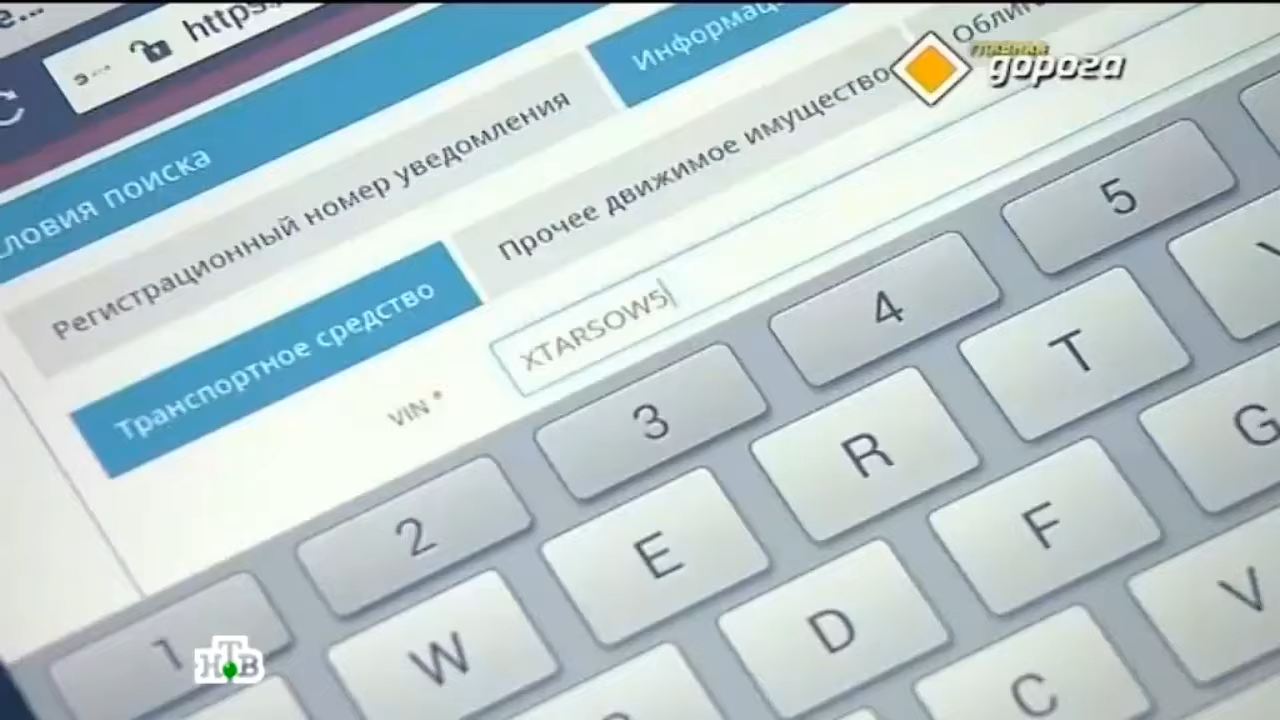 https:/
э...
главная
дорога
Информац
Облиг
ловия поиска
Регистрационный номер уведомления
Прочее движимое имущество
Транспортное средство
VIN *
XTARSOW5
1 2 3 4 5
W E R T
D F G
C V
НТВ